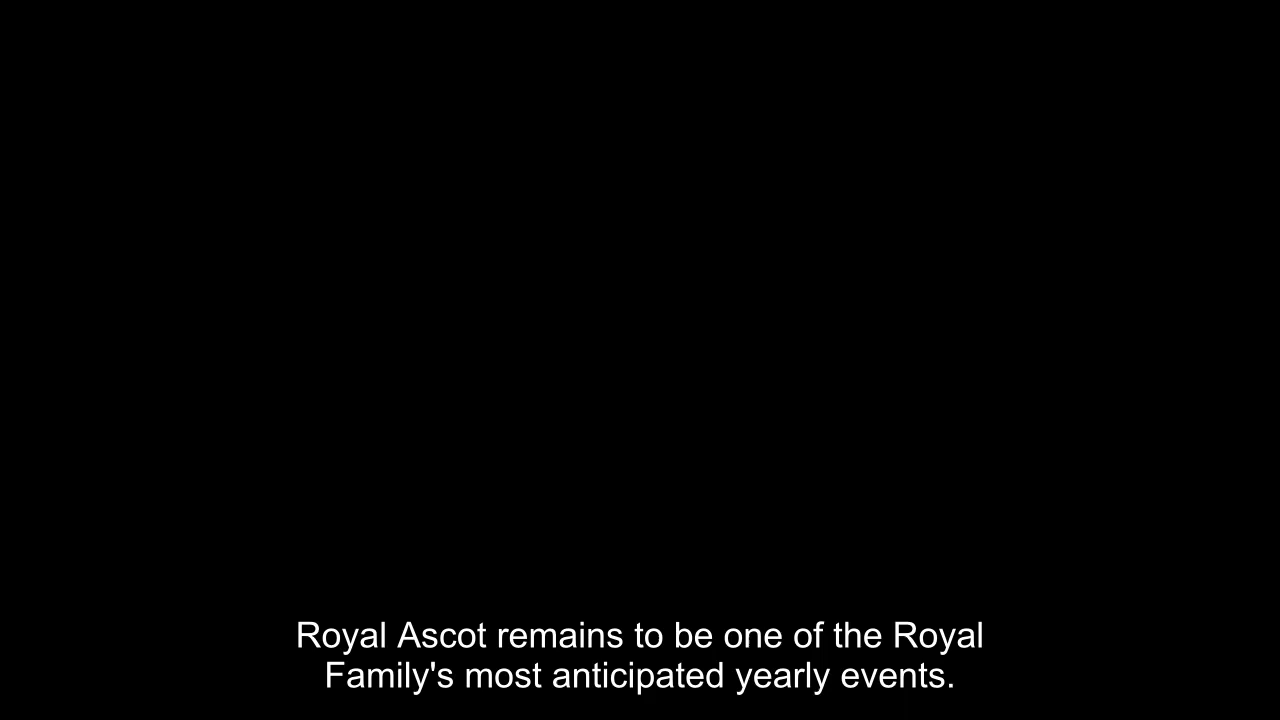 Royal Ascot remains to be one of the Royal
Family's most anticipated yearly events.